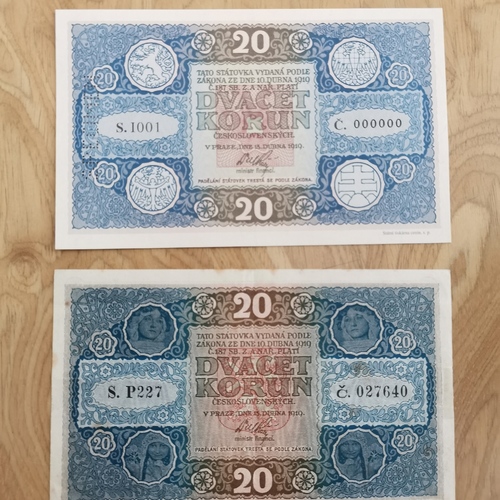 20
20 20
TATO STÁTOVKA VYDANÁ PODLE
ZÁKONA ZE DNE 10. DUBNA 1919
Č. 187 SB. Z. A NAŘ. PLATÍ
DVACET
S. I001 KORUN Č. 000000
ČESKOSLOVENSKÝCH.
V PRAZE, DNE 15. DUBNA 1919.
ministr financí.
20 20
PADĚLÁNÍ STÁTOVEK TRESTÁ SE PODLE ZÁKONA.
20
20
TATO STÁTOVKA VYDANÁ PODLE
ZÁKONA ZE DNE 10. DUBNA 1919
20 20
Č. 187 SB. Z. A NAŘ. PLATÍ
DVACET
S. P227 KORUN Č. 027640
ČESKOSLOVENSKÝCH.
V PRAZE, DNE 15. DUBNA 1919.
ministr financí.
20 20
PADĚLÁNÍ STÁTOVEK TRESTÁ SE PODLE ZÁKONA.
20